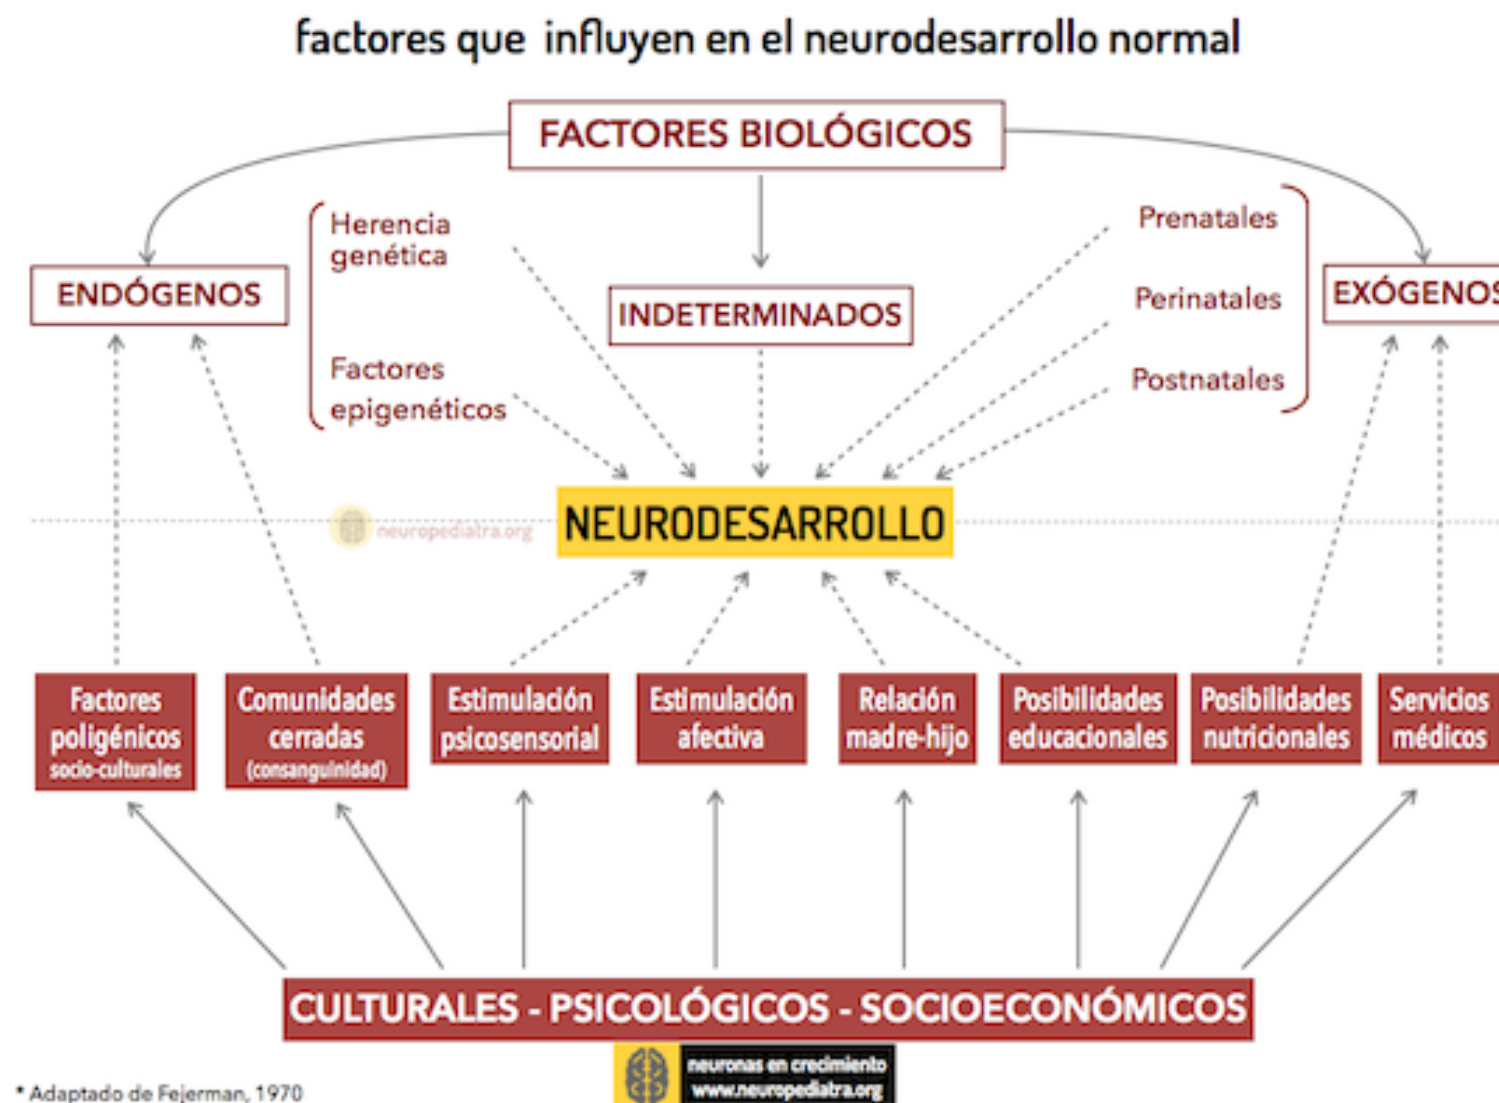 factores que influyen en el neurodesarrollo normal
FACTORES BIOLÓGICOS
Herencia
genética
Prenatales
ENDÓGENOS
INDETERMINADOS
Perinatales
EXÓGENOS
Factores
epigenéticos
Postnatales
neuropediatra.org
NEURODESARROLLO
Factores
poligénicos
socio-culturales
Comunidades
cerradas
(consanguinidad)
Estimulación
psicosensorial
Estimulación
afectiva
Relación
madre-hijo
Posibilidades
educacionales
Posibilidades
nutricionales
Servicios
médicos
CULTURALES - PSICOLÓGICOS - SOCIOECONÓMICOS
neuronas en crecimiento
www.neuropediatra.org
* Adaptado de Fejerman, 1970